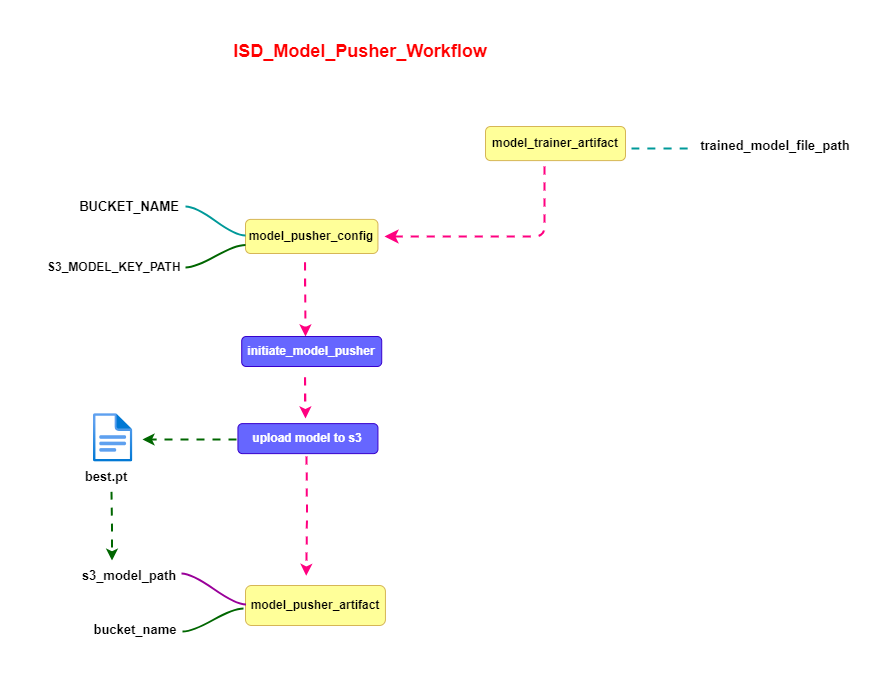 ISD_Model_Pusher_Workflow
model_trainer_artifact
trained_model_file_path
BUCKET_NAME
model_pusher_config
S3_MODEL_KEY_PATH
initiate_model_pusher
upload model to s3
best.pt
s3_model_path
model_pusher_artifact
bucket_name